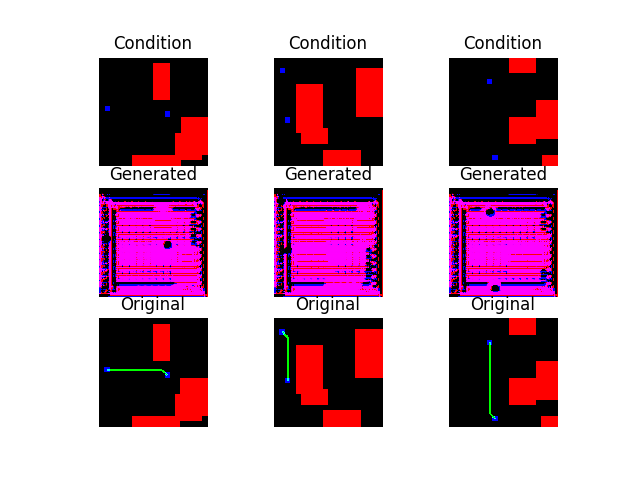 Condition Condition Condition
Generated Generated Generated
Original Original Original